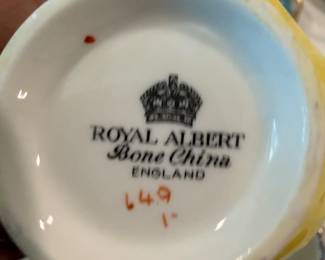 ROYAL ALBERT
Bone China
ENGLAND
649
1-